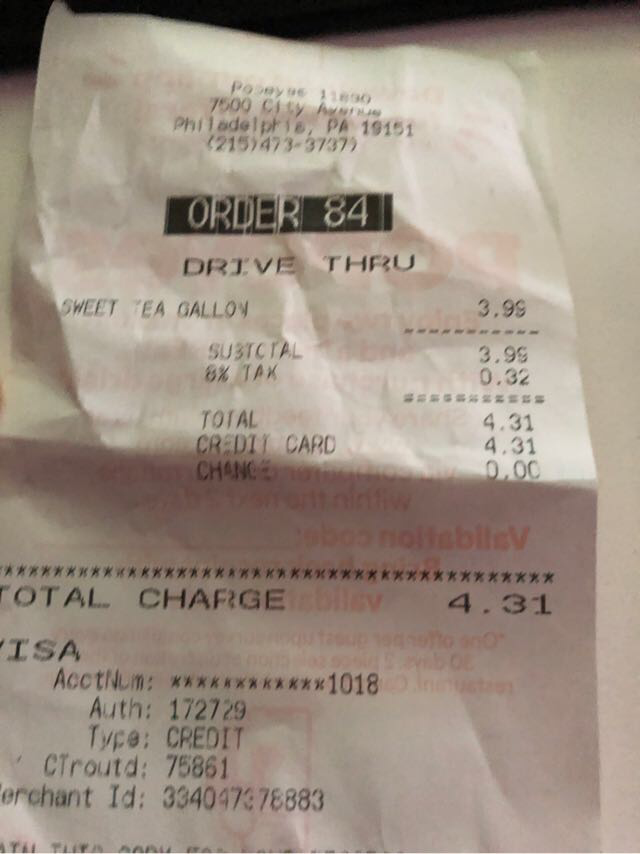 Popeyes 11890
7500 City Avenue
Philadelphia, PA 19151
(215)473-3737)
ORDER 84
DRIVE THRU
SWEET TEA GALLON 3.99
SUBTOTAL 3.99
8% TAX 0.32
TOTAL 4.31
CREDIT CARD 4.31
CHANGE 0.00
TOTAL CHARGE 4.31
VISA
AcctNum: ************1018
Auth: 172729
Type: CREDIT
CTroutd: 75861
Merchant Id: 334047378883